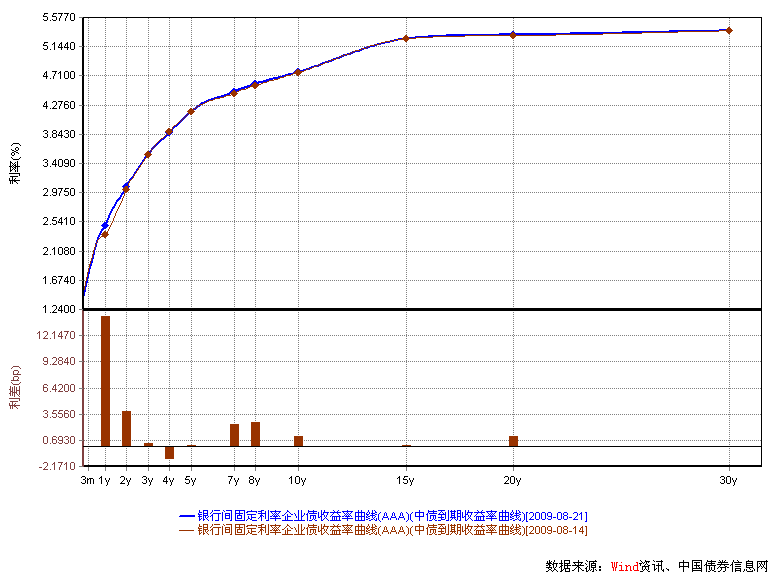 5.5770
5.1440
4.7100
4.2760
3.8430
3.4090
2.9750
2.5410
2.1080
1.6740
1.2400
利率(%)
12.1470
9.2840
6.4200
3.5560
0.6930
-2.1710
利差(bp)
3m 1y 2y 3y 4y 5y 7y 8y 10y 15y 20y 30y
银行间固定利率企业债收益率曲线(AAA)(中债到期收益率曲线)[2009-08-21]
银行间固定利率企业债收益率曲线(AAA)(中债到期收益率曲线)[2009-08-14]
数据来源：Wind资讯、中国债券信息网